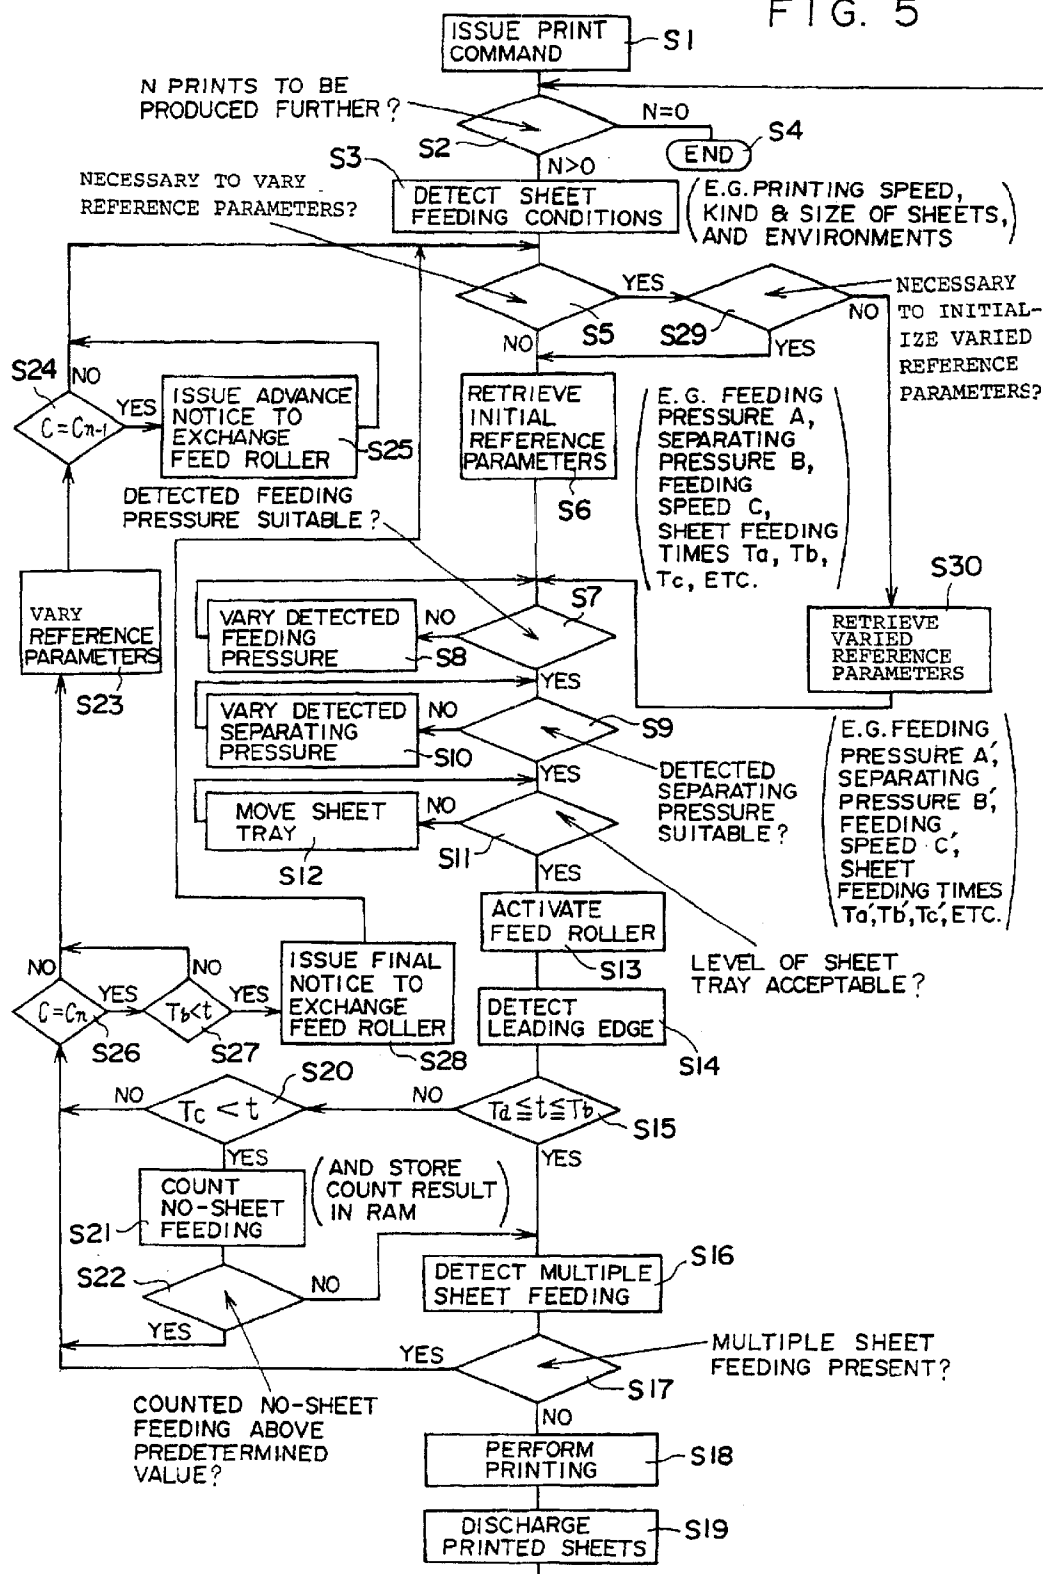 FIG. 5
ISSUE PRINT
COMMAND
S1
N PRINTS TO BE
PRODUCED FURTHER?
S2
N=0
S4
END
N>0
S3
DETECT SHEET
FEEDING CONDITIONS
(E.G. PRINTING SPEED,
KIND & SIZE OF SHEETS,
AND ENVIRONMENTS)
NECESSARY TO VARY
REFERENCE PARAMETERS?
S5
YES
NO
S29
NO
YES
NECESSARY
TO INITIAL-
IZE VARIED
REFERENCE
PARAMETERS?
S24
NO
C=Cn-1
YES
ISSUE ADVANCE
NOTICE TO
EXCHANGE
FEED ROLLER
S25
RETRIEVE
INITIAL
REFERENCE
PARAMETERS
S6
(E.G. FEEDING
PRESSURE A,
SEPARATING
PRESSURE B,
FEEDING
SPEED C,
SHEET FEEDING
TIMES Ta, Tb,
Tc, ETC.)
DETECTED FEEDING
PRESSURE SUITABLE?
S30
RETRIEVE
VARIED
REFERENCE
PARAMETERS
(E.G. FEEDING
PRESSURE A',
SEPARATING
PRESSURE B',
FEEDING
SPEED C',
SHEET
FEEDING TIMES
Ta', Tb', Tc', ETC.)
VARY
REFERENCE
PARAMETERS
S23
S7
NO
YES
VARY DETECTED
FEEDING
PRESSURE
S8
S9
NO
YES
VARY DETECTED
SEPARATING
PRESSURE
S10
DETECTED
SEPARATING
PRESSURE
SUITABLE?
MOVE SHEET
TRAY
S12
NO
S11
YES
LEVEL OF SHEET
TRAY ACCEPTABLE?
ACTIVATE
FEED ROLLER
S13
DETECT
LEADING EDGE
S14
NO
C=Cn
S26
YES
NO
Tb<t
S27
YES
ISSUE FINAL
NOTICE TO
EXCHANGE
FEED ROLLER
S28
Ta≦t≦Tb
S15
NO
YES
S20
Tc<t
NO
YES
COUNT
NO-SHEET
FEEDING
S21
(AND STORE
COUNT RESULT
IN RAM)
S22
NO
YES
COUNTED NO-SHEET
FEEDING ABOVE
PREDETERMINED
VALUE?
DETECT MULTIPLE
SHEET FEEDING
S16
YES
S17
NO
MULTIPLE SHEET
FEEDING PRESENT?
PERFORM
PRINTING
S18
DISCHARGE
PRINTED SHEETS
S19